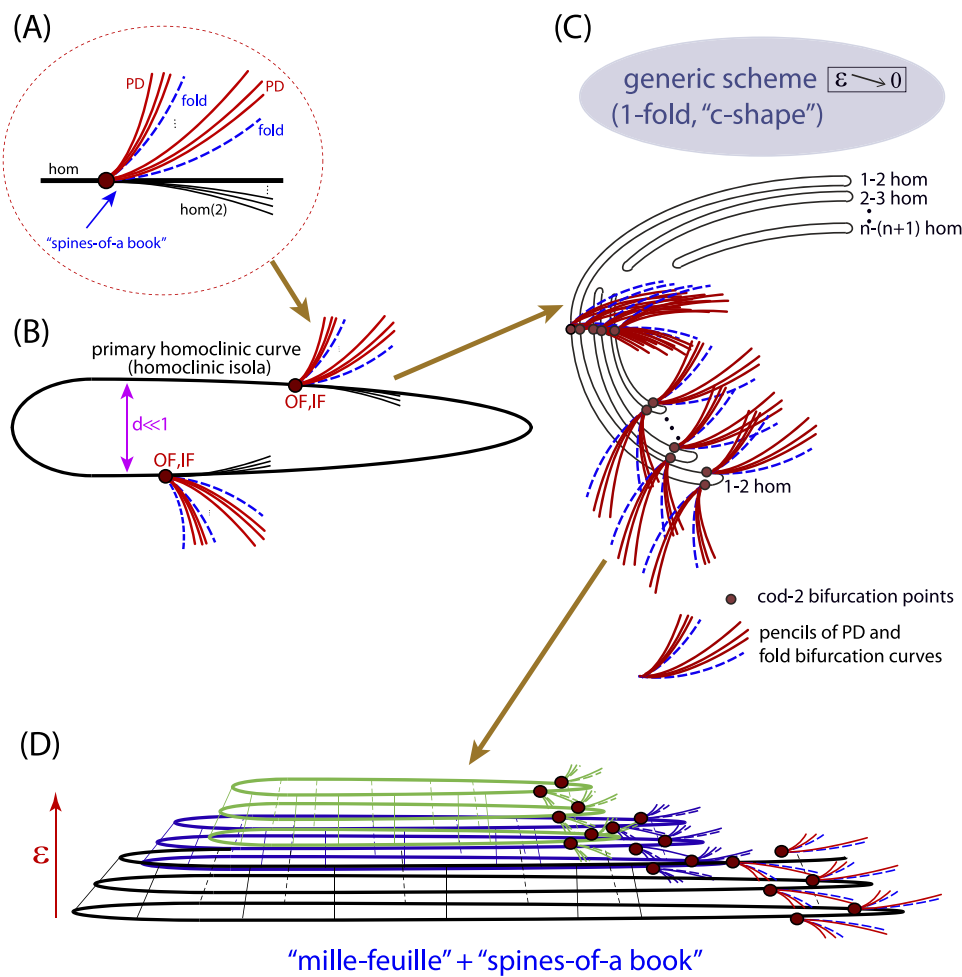 (A)
PD
fold
PD
fold
hom
hom(2)
“spines-of-a book”
(C)
generic scheme ε 0
(1-fold, “c-shape”)
1-2 hom
2-3 hom
n-(n+1) hom
(B)
primary homoclinic curve
(homoclinic isola)
OF,IF
d≪1
OF,IF
1-2 hom
cod-2 bifurcation points
pencils of PD and
fold bifurcation curves
(D)
ε
“mille-feuille” + “spines-of-a book”